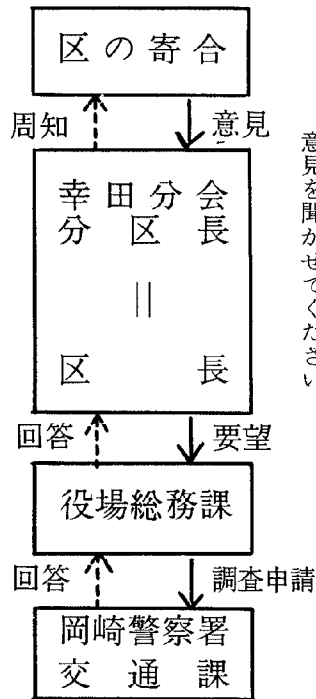 区の寄合
周知
意見
幸田分会
分区長
||
区長
回答
要望
役場総務課
回答
調査申請
岡崎警察署
交通課
意見を聞かせてください